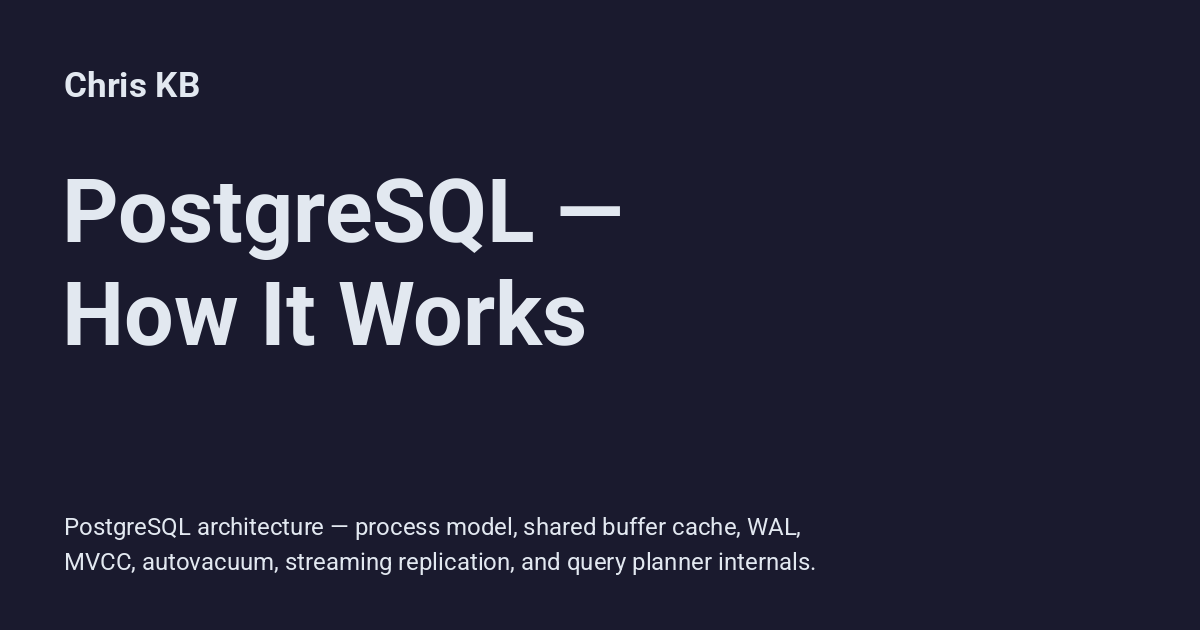 Chris KB
PostgreSQL —
How It Works
PostgreSQL architecture — process model, shared buffer cache, WAL,
MVCC, autovacuum, streaming replication, and query planner internals.